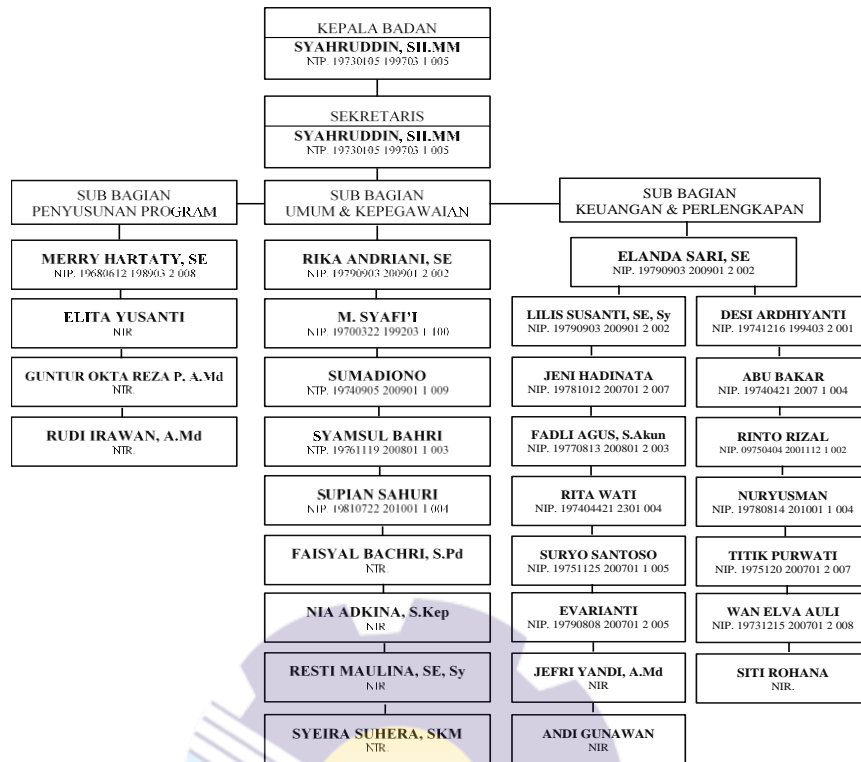 KEPALA BADAN
SYAHRUDDIN, SH.MM
NIP. 19730105 199703 1 005
SEKRETARIS
SYAHRUDDIN, SH.MM
NIP. 19730105 199703 1 005
SUB BAGIAN
PENYUSUNAN PROGRAM
MERRY HARTATY, SE
NIP. 19680612 198903 2 008
ELITA YUSANTI
NIR
GUNTUR OKTA REZA P, A.Md
NIR.
RUDI IRAWAN, A.Md
NIR.
SUB BAGIAN
UMUM & KEPEGAWAIAN
RIKA ANDRIANI, SE
NIP. 19790903 200901 2 002
M. SYAFI'I
NIP. 19700322 199203 1 100
SUMADIONO
NIP. 19740905 200901 1 009
SYAMSUL BAHRI
NIP. 19761119 200801 1 003
SUPIAN SAHURI
NIP. 19810722 201001 1 004
FAISYAL BACHRI, S.Pd
NIR.
NIA ADKINA, S.Kep
NIR
RESTI MAULINA, SE, Sy
NIR
SYEIRA SUHERA, SKM
NIR.
SUB BAGIAN
KEUANGAN & PERLENGKAPAN
ELANDA SARI, SE
NIP. 19790903 200901 2 002
LILIS SUSANTI, SE, Sy
NIP. 19790903 200901 2 002
JENI HADINATA
NIP. 19781012 200701 2 007
FADLI AGUS, S.Akun
NIP. 19770813 200801 2 003
RITA WATI
NIP. 197404421 2301 004
SURYO SANTOSO
NIP. 19751125 200701 1 005
EVARIANTI
NIP. 19790808 200701 2 005
JEFRI YANDI, A.Md
NIR
ANDI GUNAWAN
NIR
DESI ARDHIYANTI
NIP. 19741216 199403 2 001
ABU BAKAR
NIP. 19740421 2007 1 004
RINTO RIZAL
NIP. 09750404 2001112 1 002
NURYUSMAN
NIP. 19780814 201001 1 004
TITIK PURWATI
NIP. 1975120 200701 2 007
WAN ELVA AULI
NIP. 19731215 200701 2 008
SITI ROHANA
NIR.